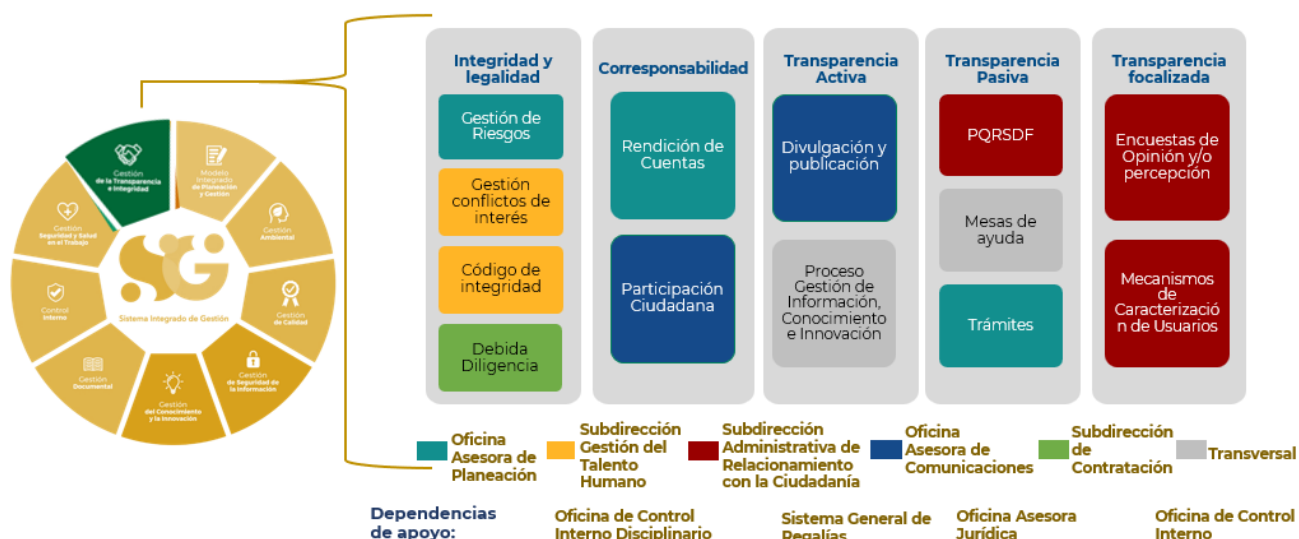 Integridad y
legalidad
Gestión de
Riesgos
Gestión
conflictos de
interés
Código de
integridad
Debida
Diligencia
Corresponsabilidad
Rendición de
Cuentas
Participación
Ciudadana
Transparencia
Activa
Divulgación y
publicación
Proceso
Gestión de
Información,
Conocimiento
e Innovación
Transparencia
Pasiva
PQRSDF
Mesas de
ayuda
Trámites
Transparencia
focalizada
Encuestas de
Opinión y/o
percepción
Mecanismos
de
Caracterizació
n de Usuarios
Gestión
de la Transparencia
e Integridad
Modelo
Integrado
de Planeación
y Gestión
Gestión
Ambiental
Gestión
de Calidad
Gestión
de Seguridad de
la Información
Gestión
del Conocimiento
y la Innovación
Gestión
Documental
Control
Interno
Gestión
Seguridad y Salud
en el Trabajo
SIG
Sistema Integrado de Gestión
Oficina
Asesora de
Planeación
Subdirección
Gestión del
Talento
Humano
Subdirección
Administrativa de
Relacionamiento
con la Ciudadanía
Oficina
Asesora de
Comunicaciones
Subdirección
de
Contratación
Transversal
Dependencias
de apoyo:
Oficina de Control
Interno Disciplinario
Sistema General de
Regalías
Oficina Asesora
Jurídica
Oficina de Control
Interno